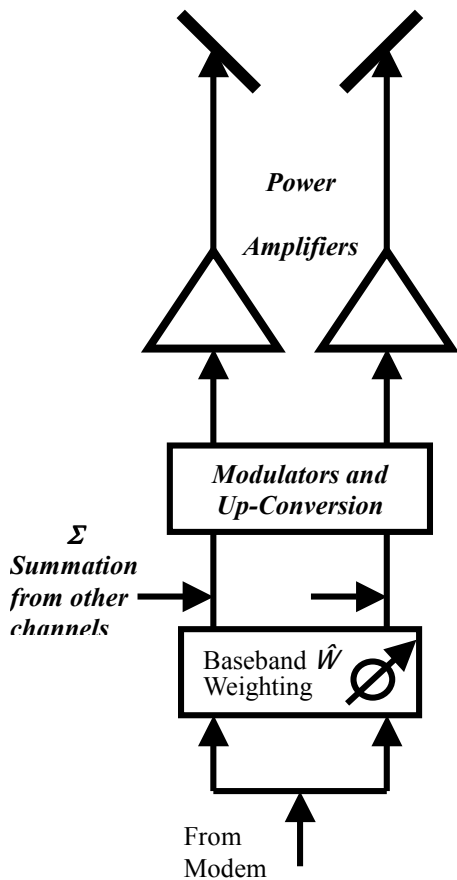 Power
Amplifiers
Modulators and
Up-Conversion
Σ
Summation
from other
channels
Baseband Ŵ
Weighting
From
Modem